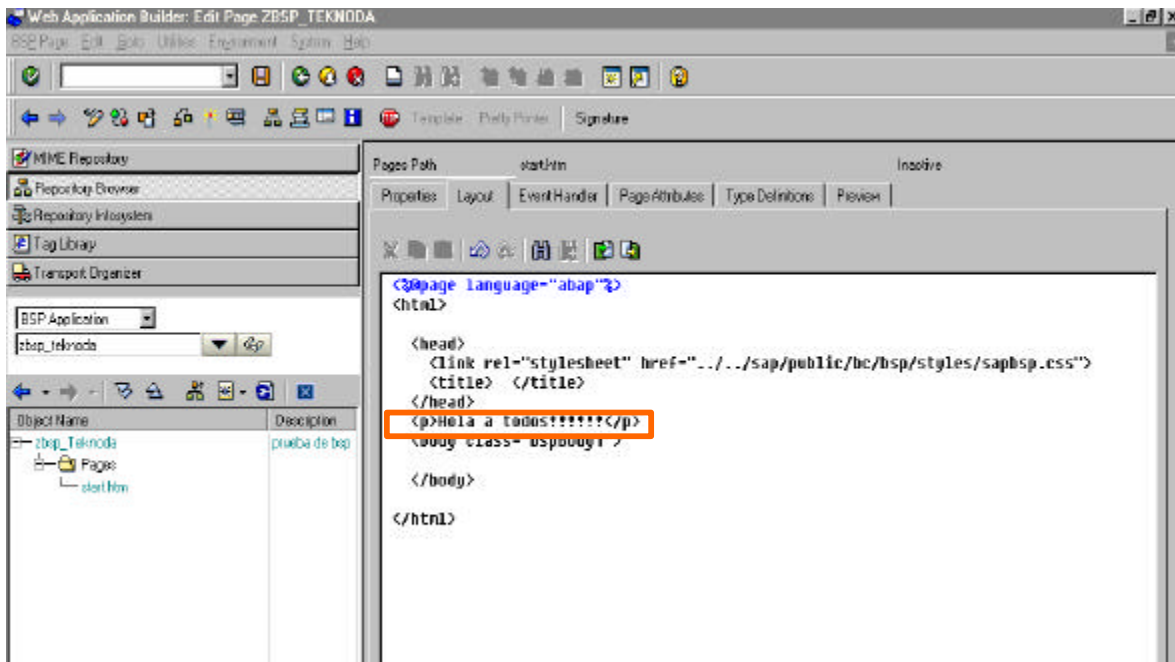 Web Application Builder: Edit Page ZBSP_TEKNODA
BSP Page Edit Goto Utilities Environment System Help
Template Pretty Printer Signature
MIME Repository
Repository Browser
Repository Infosystem
Tag Library
Transport Organizer
BSP Application
zbsp_teknoda
Object Name Description
zbsp_Teknoda prueba de bsp
Pages
start.htm
Pages Path start.htm Inactive
Properties Layout Event Handler Page Attributes Type Definitions Preview
<%@page language="abap"%>
<html>
<head>
<link rel="stylesheet" href="../../sap/public/bc/bsp/styles/sapbsp.css">
<title> </title>
</head>
<p>Hola a todos!!!!!!</p>
<body class="bspBody1">
</body>
</html>